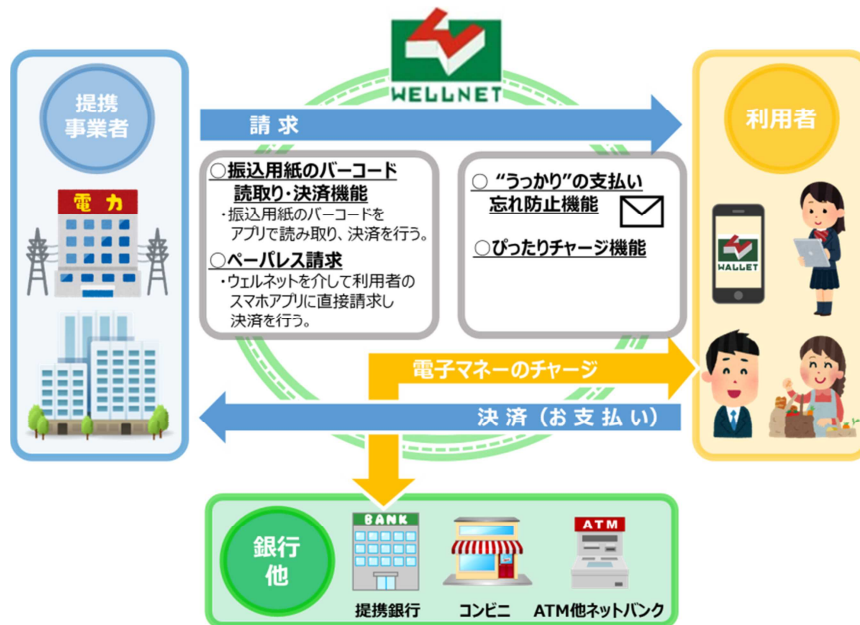 WELLNET
提携
事業者
請求
利用者
○振込用紙のバーコード
読取り・決済機能
・振込用紙のバーコードを
アプリで読み取り、決済を行う。
○ペーパレス請求
・ウェルネットを介して利用者の
スマホアプリに直接請求し
決済を行う。
○ “うっかり”の支払い
忘れ防止機能
○ぴったりチャージ機能
電力
WALLET
電子マネーのチャージ
決済(お支払い)
銀行
他
BANK
提携銀行
コンビニ
ATM
ATM他ネットバンク